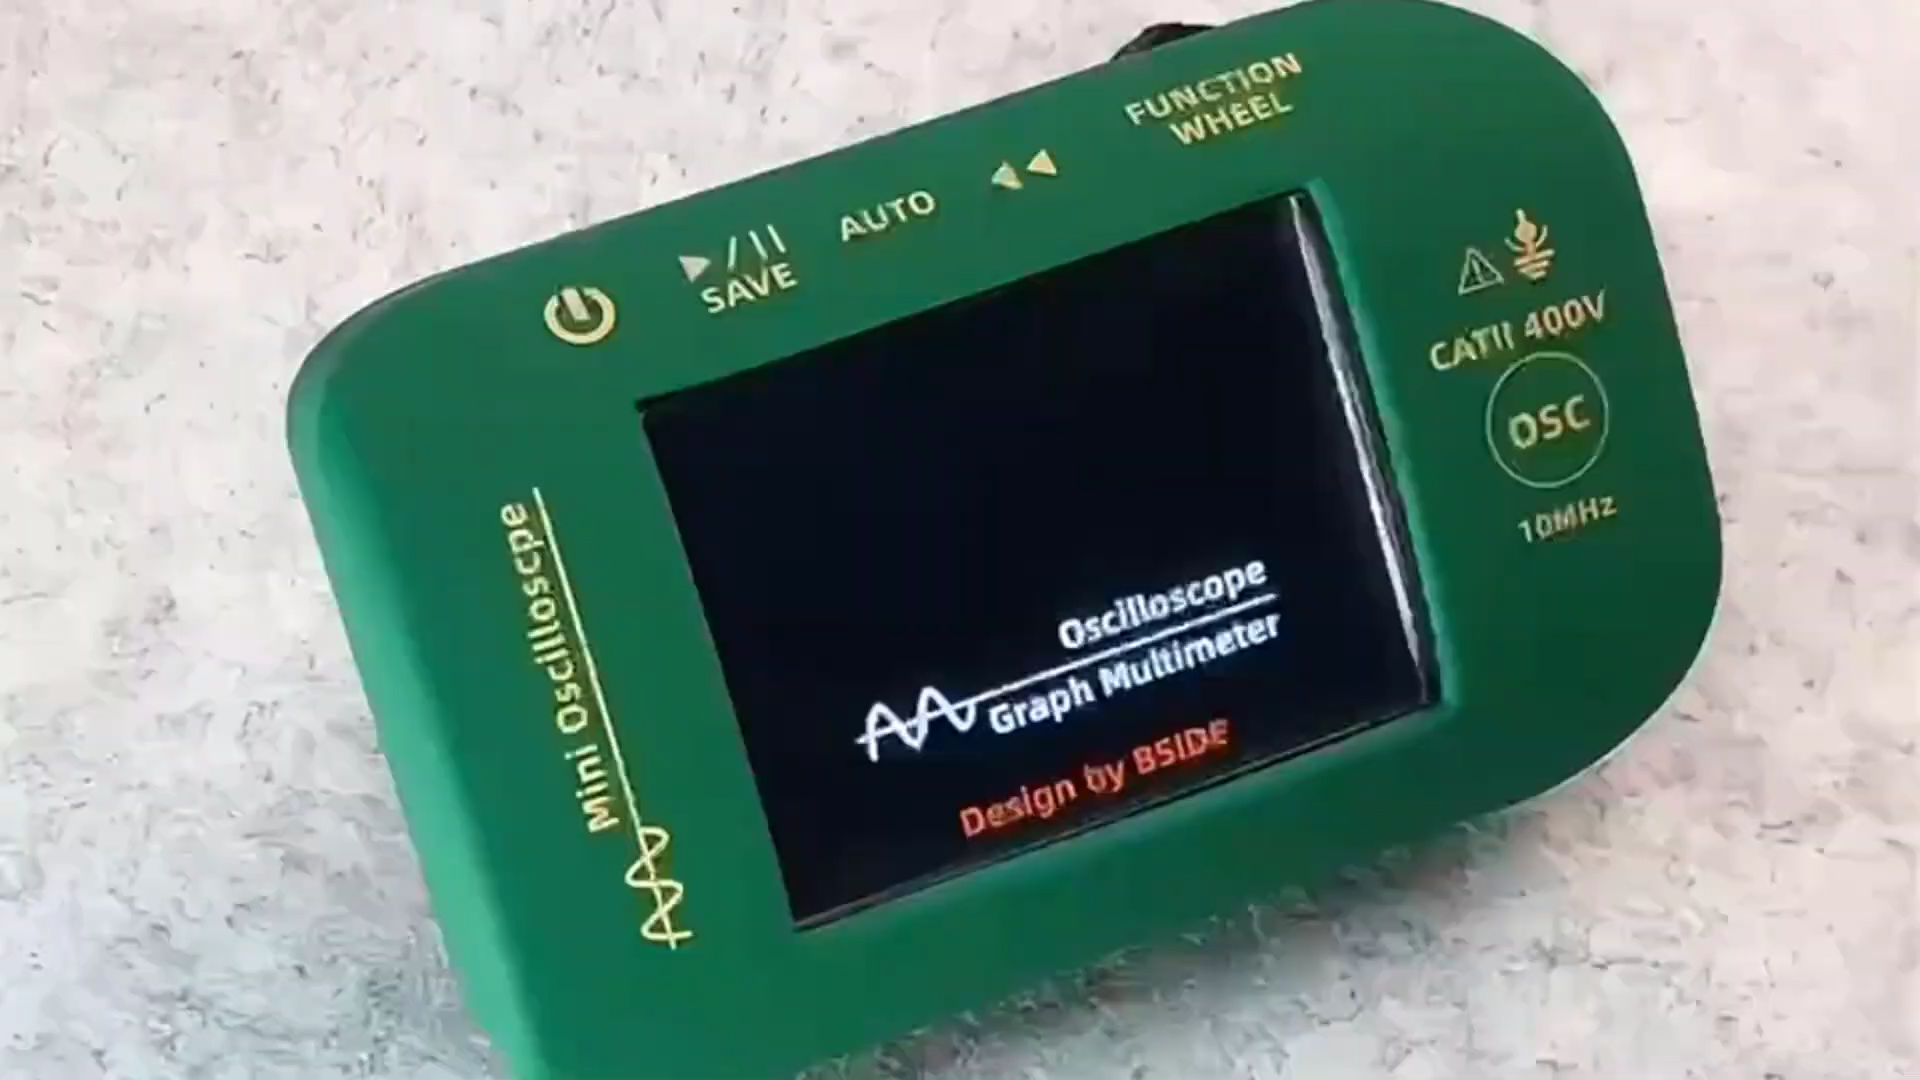 FUNCTION
WHEEL
AUTO
SAVE
CATII 400V
OSC
10MHz
Mini Oscilloscpe
Oscilloscope
Graph Multimeter
Design by BSIDE